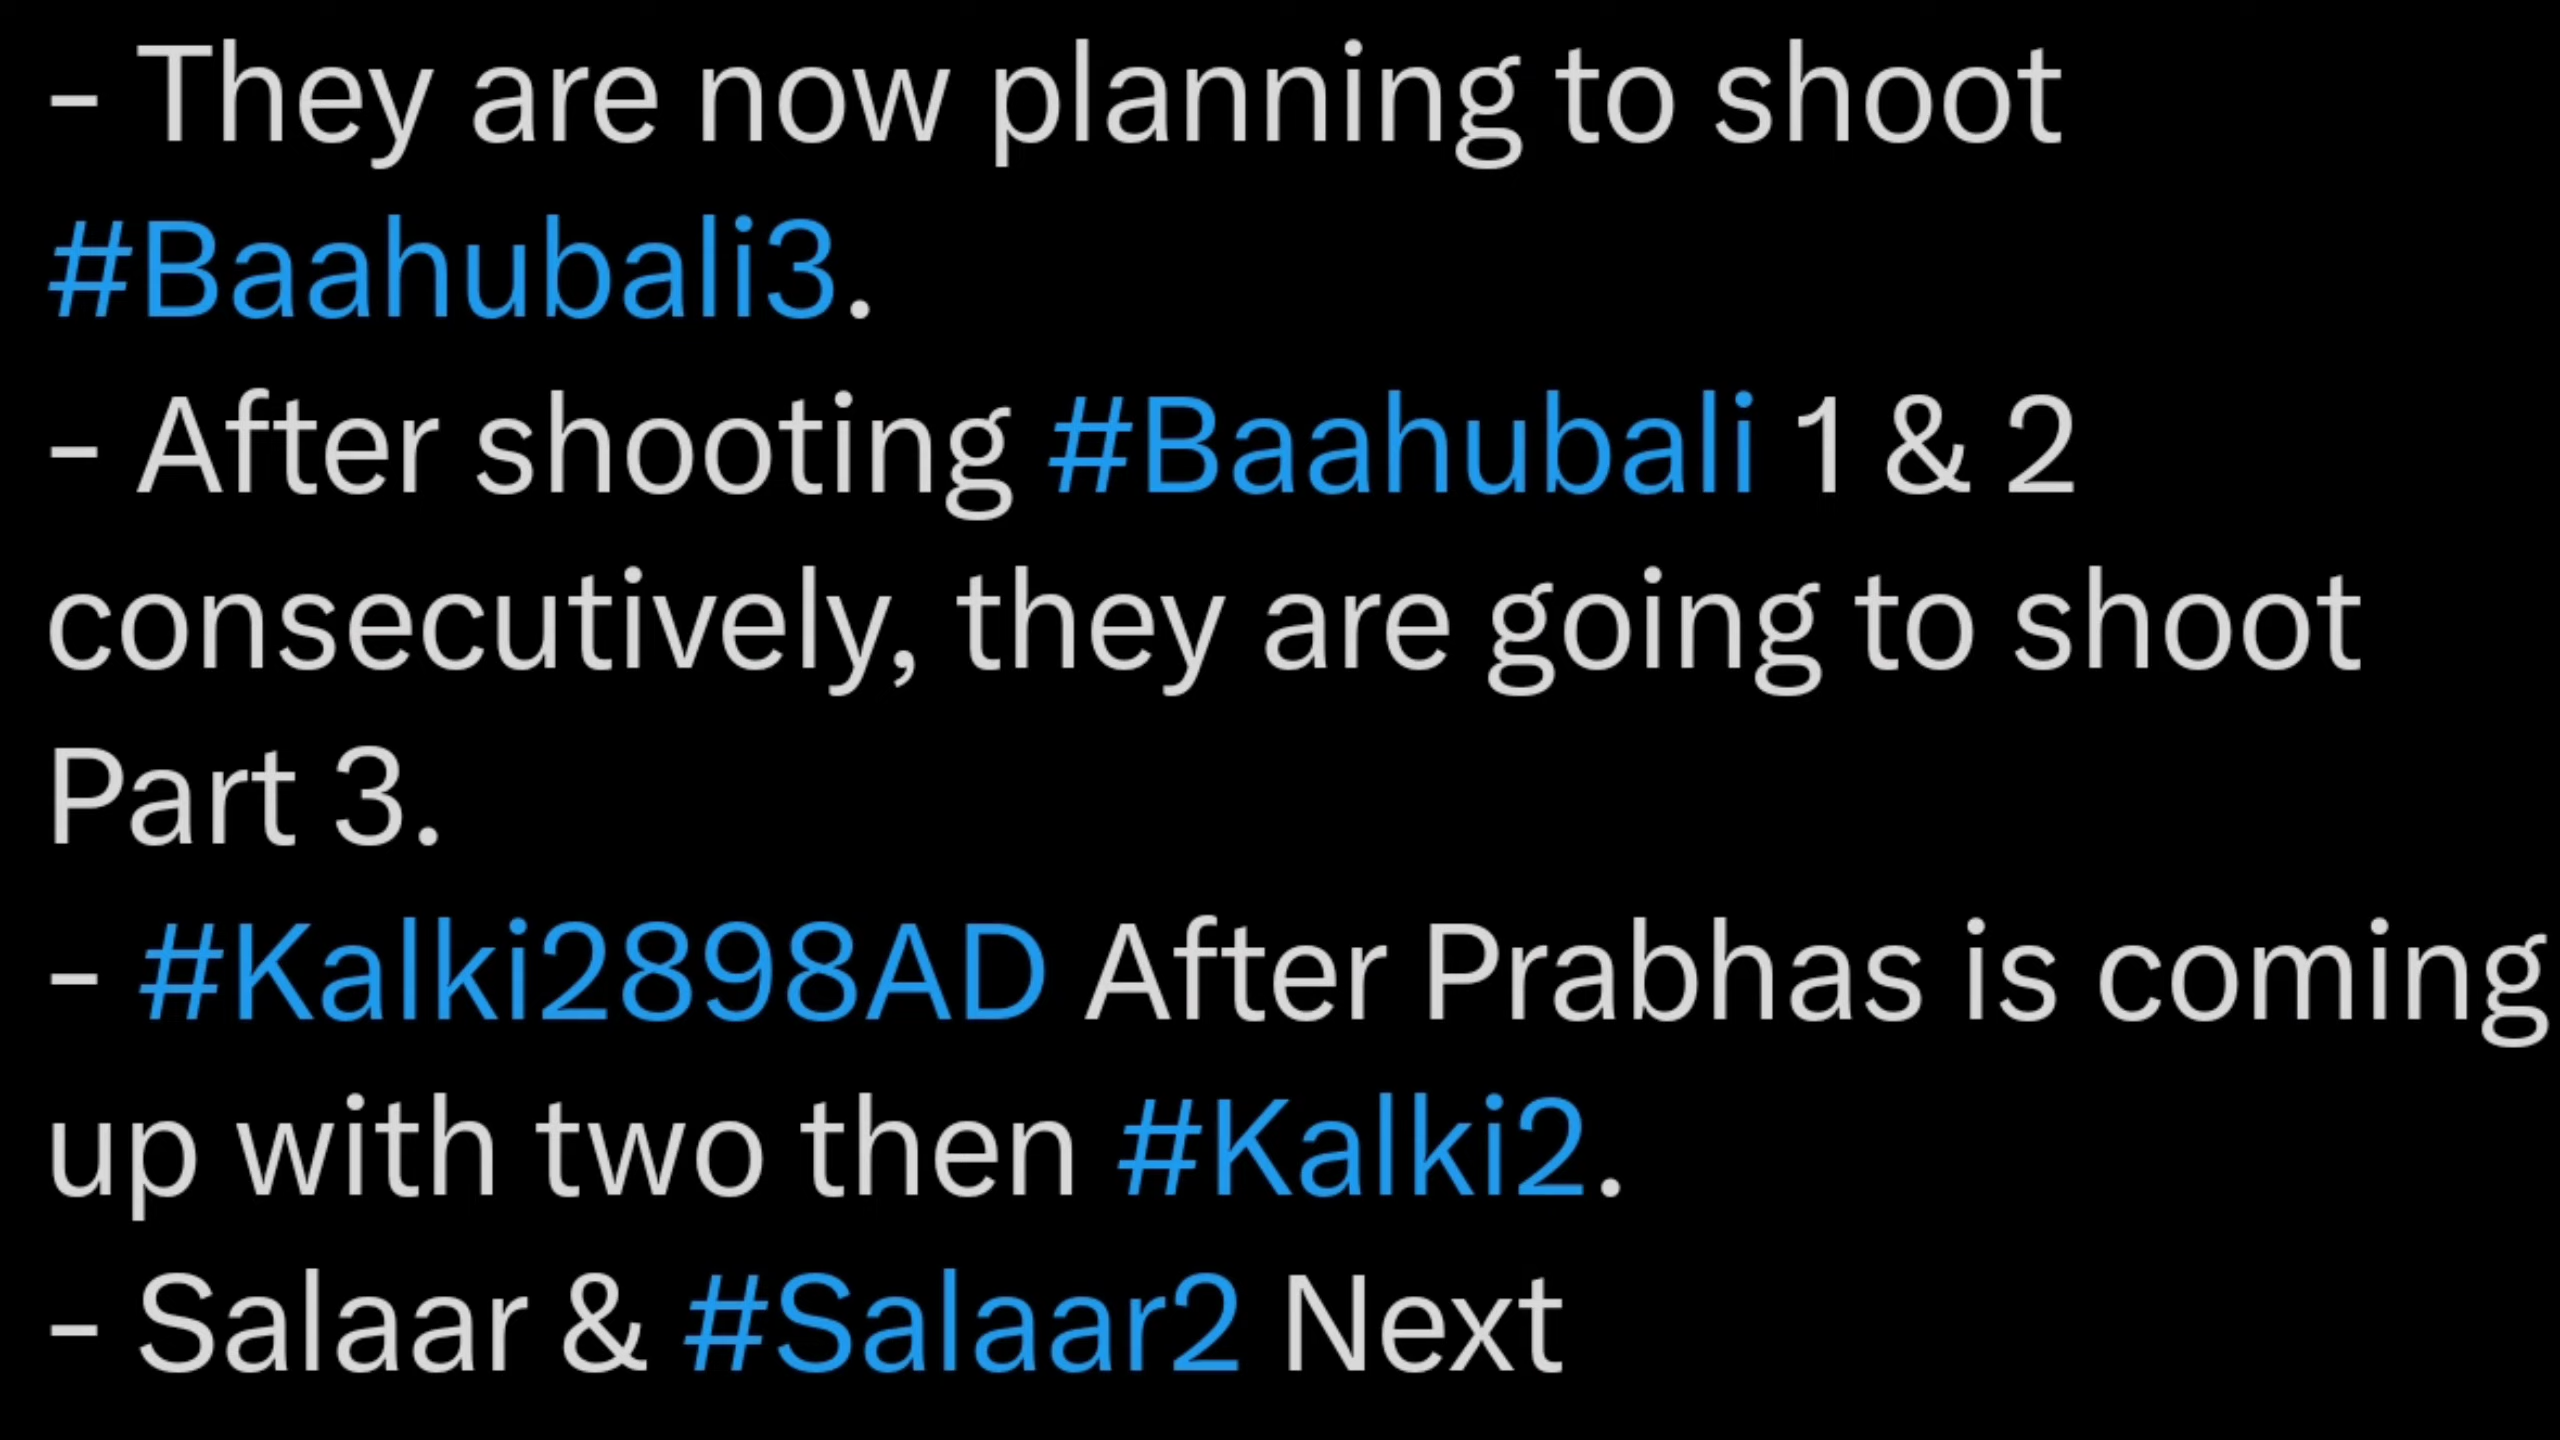 - They are now planning to shoot
#Baahubali3.
- After shooting #Baahubali 1 & 2
consecutively, they are going to shoot
Part 3.
- #Kalki2898AD After Prabhas is coming
up with two then #Kalki2.
- Salaar & #Salaar2 Next